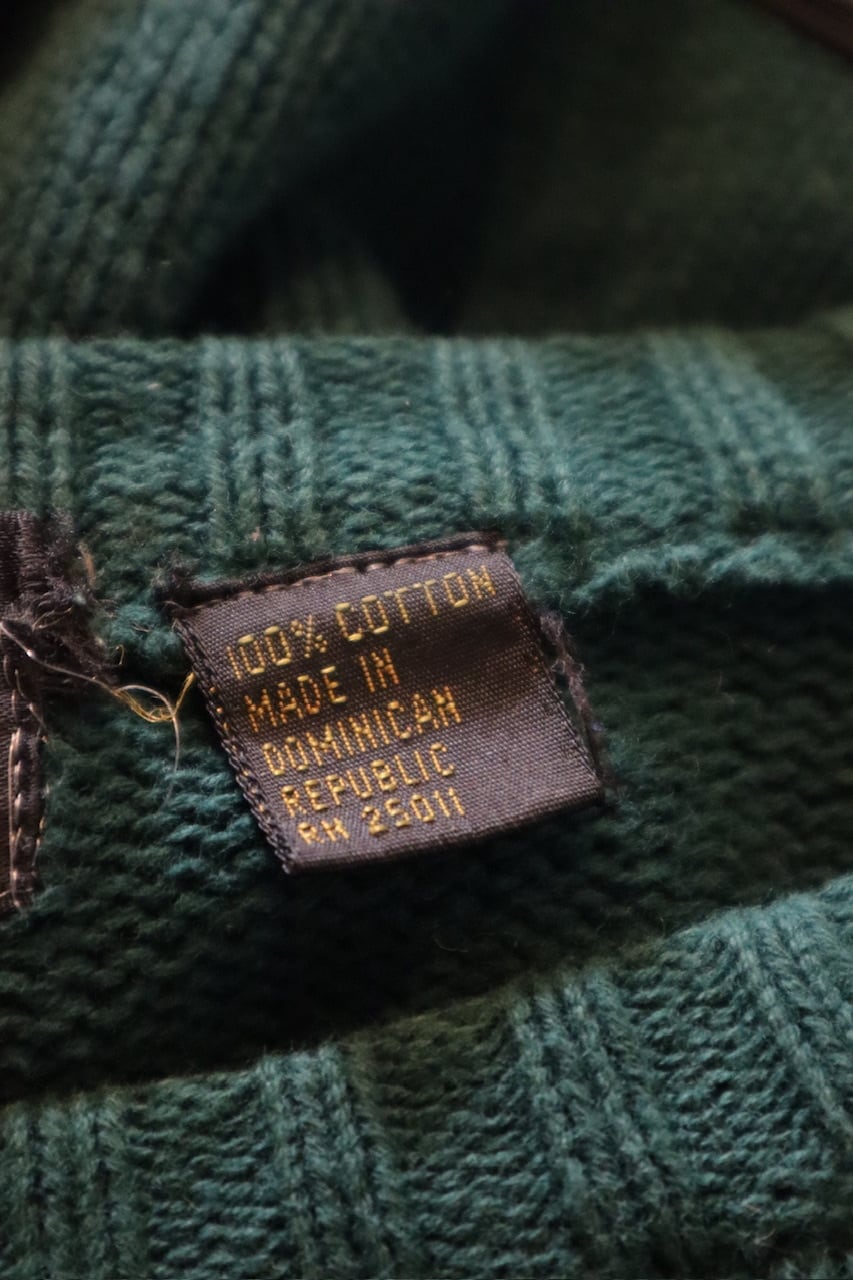 100% COTTON
MADE IN
DOMINICAN
REPUBLIC
RN 25011